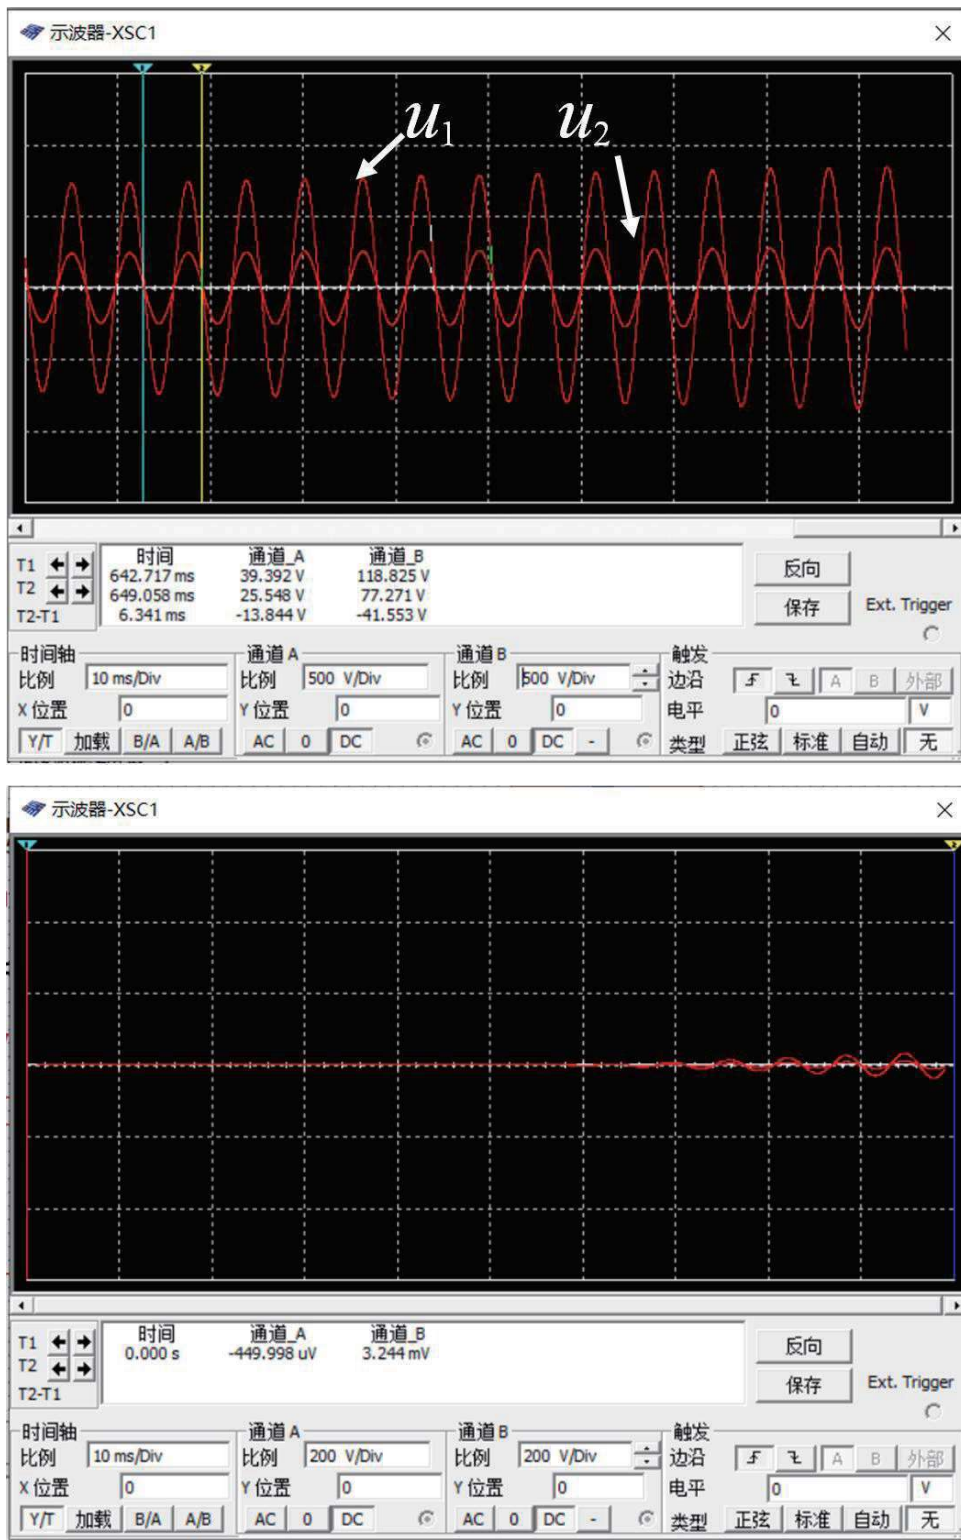 示波器-XSC1
u1 u2
时间 通道_A 通道_B
T1 642.717 ms 39.392 V 118.825 V
T2 649.058 ms 25.548 V 77.271 V
T2-T1 6.341 ms -13.844 V -41.553 V
反向
保存
Ext. Trigger
时间轴 通道 A 通道 B 触发
比例 10 ms/Div 比例 500 V/Div 比例 500 V/Div 边沿 A B 外部
X 位置 0 Y 位置 0 Y 位置 0 电平 0 V
Y/T 加载 B/A A/B AC 0 DC AC 0 DC - 类型 正弦 标准 自动 无
示波器-XSC1
时间 通道_A 通道_B
T1 0.000 s -449.998 uV 3.244 mV
T2
T2-T1
反向
保存
Ext. Trigger
时间轴 通道 A 通道 B 触发
比例 10 ms/Div 比例 200 V/Div 比例 200 V/Div 边沿 A B 外部
X 位置 0 Y 位置 0 Y 位置 0 电平 0 V
Y/T 加载 B/A A/B AC 0 DC AC 0 DC - 类型 正弦 标准 自动 无